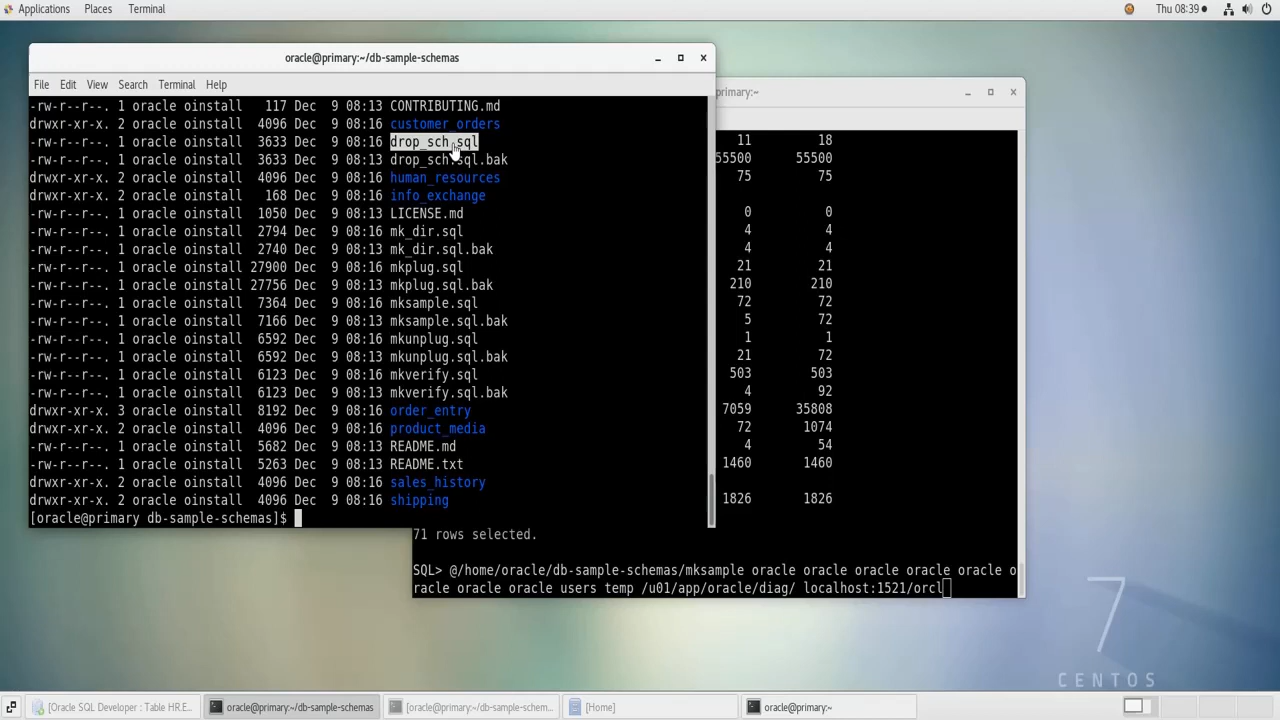 Applications Places Terminal
Thu 08:39
oracle@primary:~/db-sample-schemas
File Edit View Search Terminal Help
-rw-r--r--. 1 oracle oinstall 117 Dec 9 08:13 CONTRIBUTING.md
drwxr-xr-x. 2 oracle oinstall 4096 Dec 9 08:16 customer_orders
-rw-r--r--. 1 oracle oinstall 3633 Dec 9 08:16 drop_sch.sql
-rw-r--r--. 1 oracle oinstall 3633 Dec 9 08:13 drop_sch.sql.bak
drwxr-xr-x. 2 oracle oinstall 4096 Dec 9 08:16 human_resources
drwxr-xr-x. 2 oracle oinstall 168 Dec 9 08:16 info_exchange
-rw-r--r--. 1 oracle oinstall 1050 Dec 9 08:13 LICENSE.md
-rw-r--r--. 1 oracle oinstall 2794 Dec 9 08:16 mk_dir.sql
-rw-r--r--. 1 oracle oinstall 2740 Dec 9 08:13 mk_dir.sql.bak
-rw-r--r--. 1 oracle oinstall 27900 Dec 9 08:16 mkplug.sql
-rw-r--r--. 1 oracle oinstall 27756 Dec 9 08:13 mkplug.sql.bak
-rw-r--r--. 1 oracle oinstall 7364 Dec 9 08:16 mksample.sql
-rw-r--r--. 1 oracle oinstall 7166 Dec 9 08:13 mksample.sql.bak
-rw-r--r--. 1 oracle oinstall 6592 Dec 9 08:16 mkunplug.sql
-rw-r--r--. 1 oracle oinstall 6592 Dec 9 08:13 mkunplug.sql.bak
-rw-r--r--. 1 oracle oinstall 6123 Dec 9 08:16 mkverify.sql
-rw-r--r--. 1 oracle oinstall 6123 Dec 9 08:13 mkverify.sql.bak
drwxr-xr-x. 3 oracle oinstall 8192 Dec 9 08:16 order_entry
drwxr-xr-x. 2 oracle oinstall 4096 Dec 9 08:16 product_media
-rw-r--r--. 1 oracle oinstall 5682 Dec 9 08:13 README.md
-rw-r--r--. 1 oracle oinstall 5263 Dec 9 08:13 README.txt
drwxr-xr-x. 2 oracle oinstall 4096 Dec 9 08:16 sales_history
drwxr-xr-x. 2 oracle oinstall 4096 Dec 9 08:16 shipping
[oracle@primary db-sample-schemas]$
primary:~
11 18
55500 55500
75 75
0 0
4 4
4 4
21 21
210 210
72 72
5 72
1 1
21 72
503 503
4 92
7059 35808
72 1074
4 54
1460 1460
1826 1826
71 rows selected.
SQL> @/home/oracle/db-sample-schemas/mksample oracle oracle oracle oracle oracle o
racle oracle oracle users temp /u01/app/oracle/diag/ localhost:1521/orcl
7
CENTOS
[Oracle SQL Developer : Table HR.E...
oracle@primary:~/db-sample-schemas
[oracle@primary:~/db-sample-schem...
[Home]
oracle@primary:~